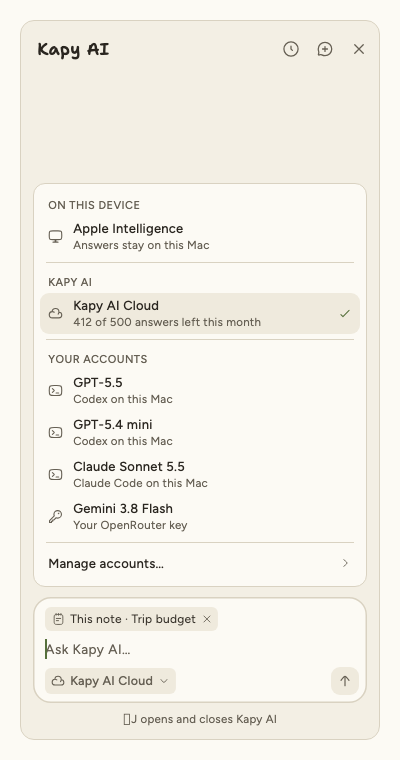 Kapy AI
ON THIS DEVICE
Apple Intelligence
Answers stay on this Mac
KAPY AI
Kapy AI Cloud
412 of 500 answers left this month
YOUR ACCOUNTS
GPT-5.5
Codex on this Mac
GPT-5.4 mini
Codex on this Mac
Claude Sonnet 5.5
Claude Code on this Mac
Gemini 3.8 Flash
Your OpenRouter key
Manage accounts...
This note · Trip budget
Ask Kapy AI...
Kapy AI Cloud
J opens and closes Kapy AI